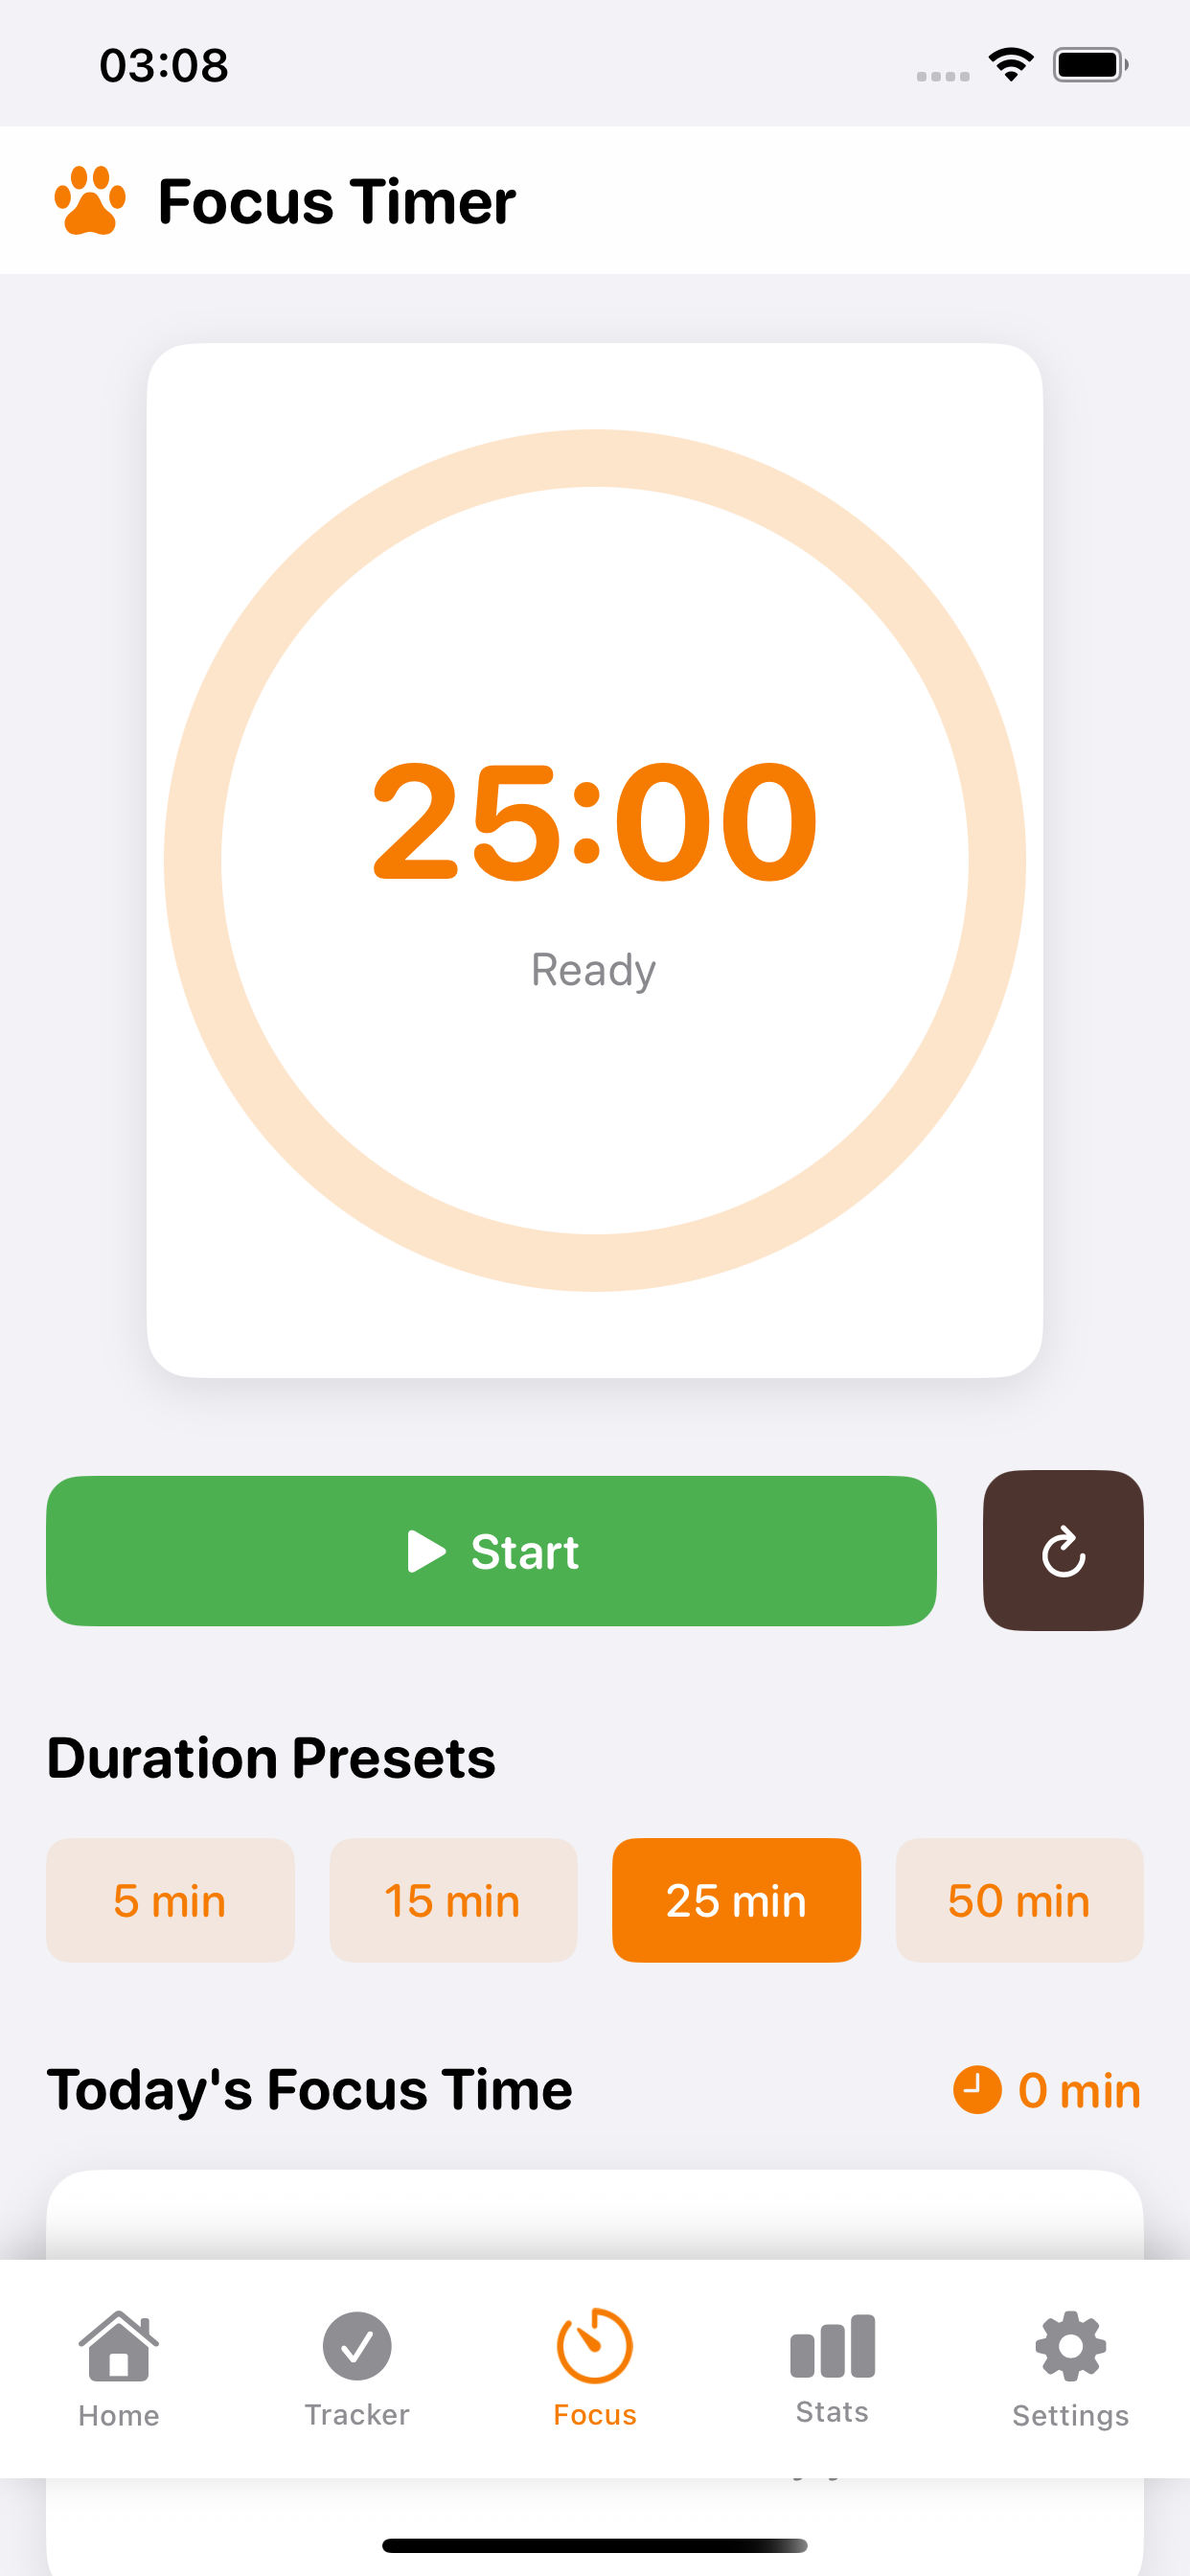 03:08
Focus Timer
25:00
Ready
Start
Duration Presets
5 min
15 min
25 min
50 min
Today's Focus Time
0 min
Home
Tracker
Focus
Stats
Settings